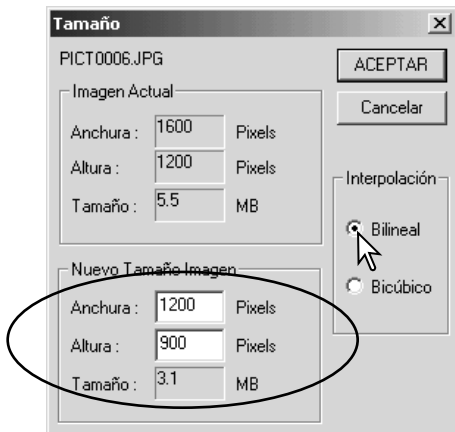 Tamaño
PICT0006.JPG
ACEPTAR
Cancelar
Imagen Actual
Anchura : 1600 Pixels
Altura : 1200 Pixels
Tamaño : 5.5 MB
Interpolación
Bilineal
Bicúbico
Nuevo Tamaño Imagen
Anchura : 1200 Pixels
Altura : 900 Pixels
Tamaño : 3.1 MB